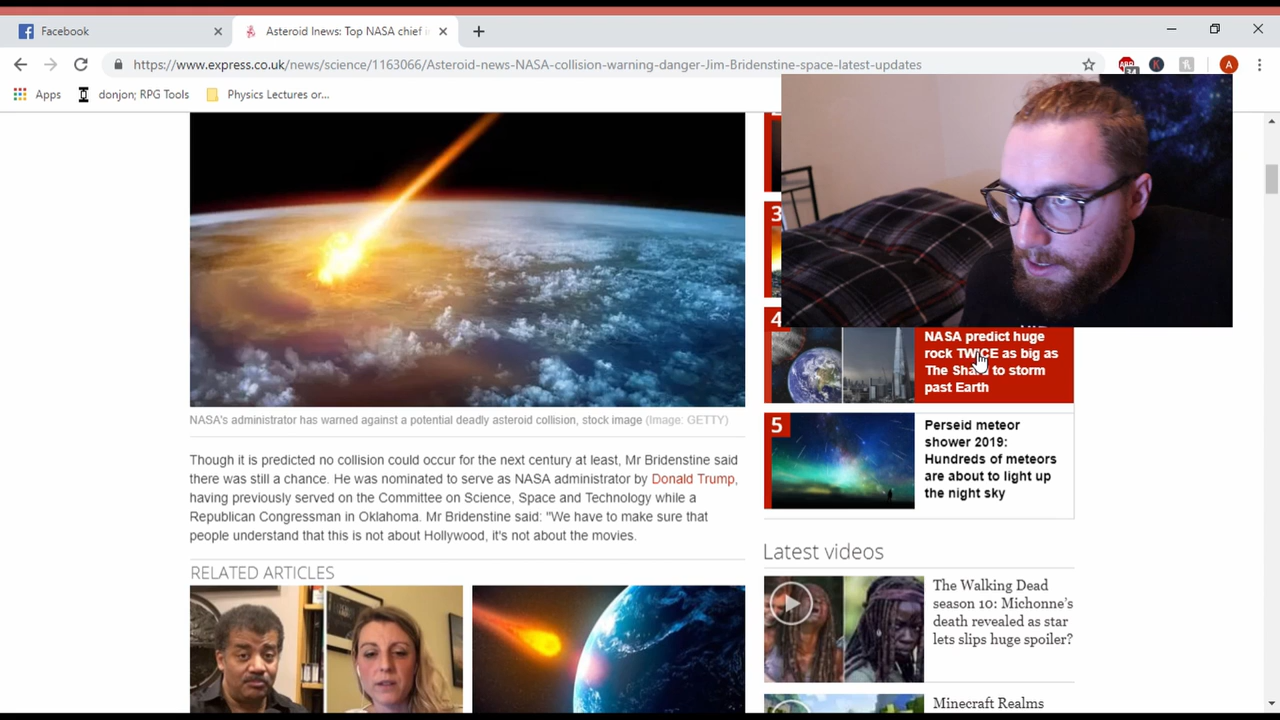 Facebook
Asteroid Inews: Top NASA chief
https://www.express.co.uk/news/science/1163066/Asteroid-news-NASA-collision-warning-danger-Jim-Bridenstine-space-latest-updates
Apps
donjon; RPG Tools
Physics Lectures or...
A
3
4
NASA predict huge
rock TWICE as big as
The Shard to storm
past Earth
NASA's administrator has warned against a potential deadly asteroid collision, stock image (Image: GETTY)
5
Perseid meteor
shower 2019:
Hundreds of meteors
are about to light up
the night sky
Though it is predicted no collision could occur for the next century at least, Mr Bridenstine said
there was still a chance. He was nominated to serve as NASA administrator by Donald Trump,
having previously served on the Committee on Science, Space and Technology while a
Republican Congressman in Oklahoma. Mr Bridenstine said: "We have to make sure that
people understand that this is not about Hollywood, it's not about the movies.
RELATED ARTICLES
Latest videos
The Walking Dead
season 10: Michonne's
death revealed as star
lets slips huge spoiler?
Minecraft Realms